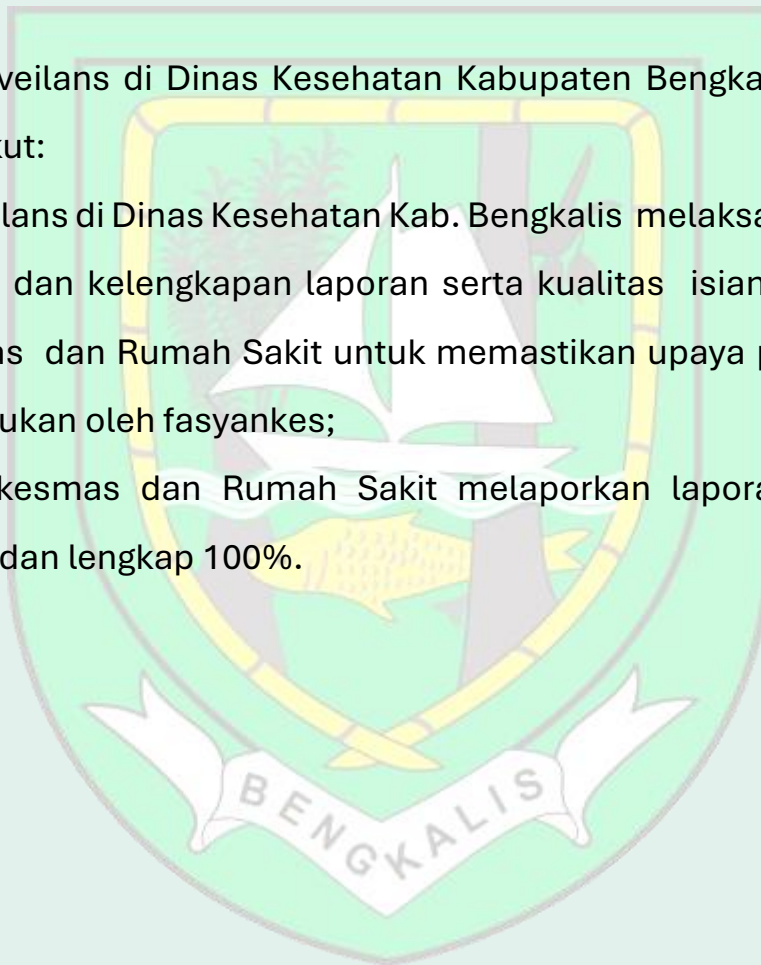 veilans di Dinas Kesehatan Kabupaten Bengka
kut:
lans di Dinas Kesehatan Kab. Bengkalis melaksa
dan kelengkapan laporan serta kualitas isian
as dan Rumah Sakit untuk memastikan upaya p
ukan oleh fasyankes;
kesmas dan Rumah Sakit melaporkan lapora
dan lengkap 100%.
BENGKALIS